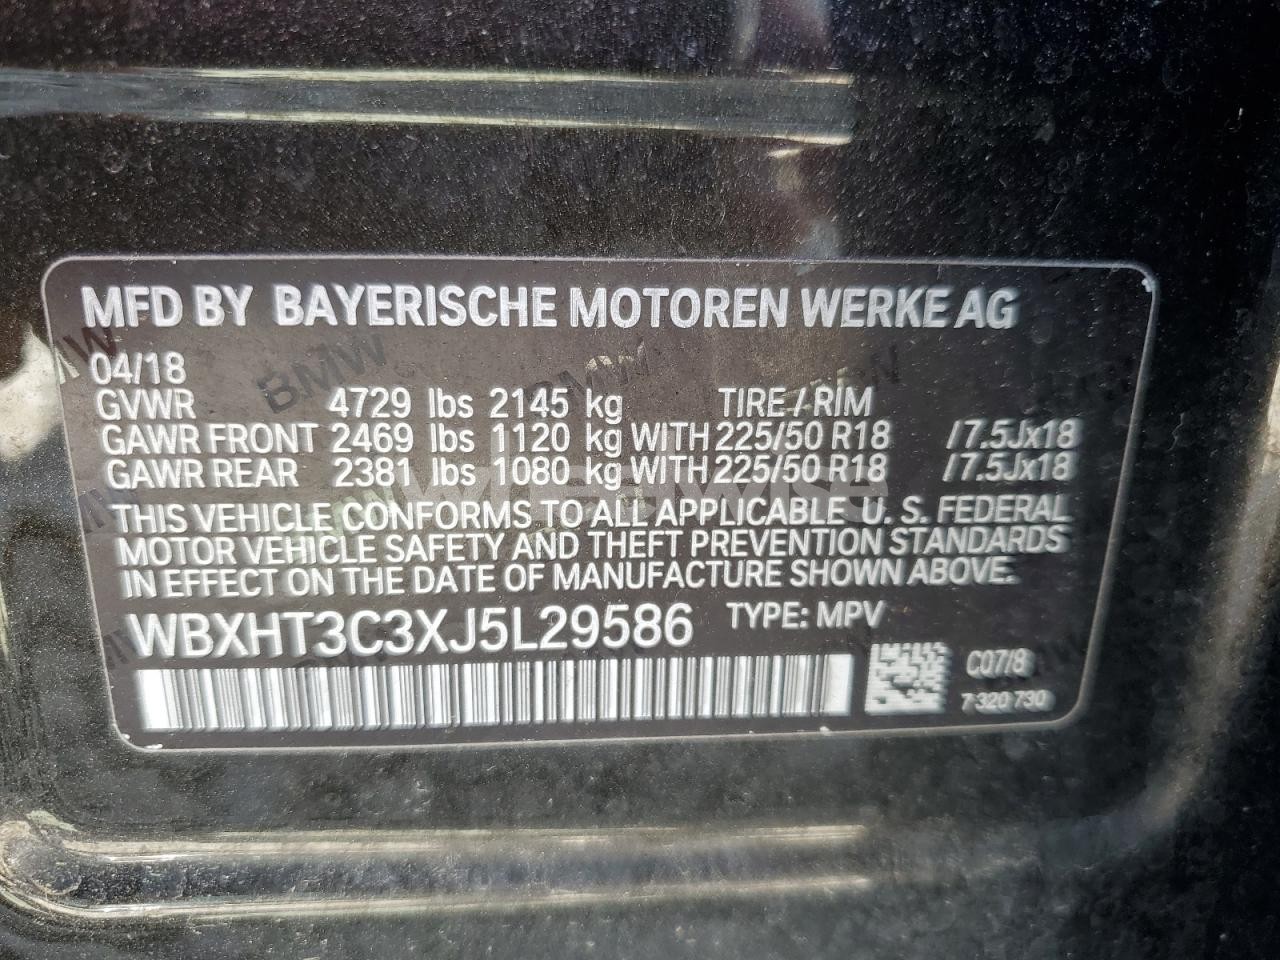 MFD BY BAYERISCHE MOTOREN WERKE AG
04/18
GVWR 4729 lbs 2145 kg TIRE / RIM
GAWR FRONT 2469 lbs 1120 kg WITH 225/50 R18 / 7.5Jx18
GAWR REAR 2381 lbs 1080 kg WITH 225/50 R18 / 7.5Jx18
THIS VEHICLE CONFORMS TO ALL APPLICABLE U. S. FEDERAL
MOTOR VEHICLE SAFETY AND THEFT PREVENTION STANDARDS
IN EFFECT ON THE DATE OF MANUFACTURE SHOWN ABOVE.
WBXHT3C3XJ5L29586 TYPE: MPV
C07/8
7 320 730
BMW